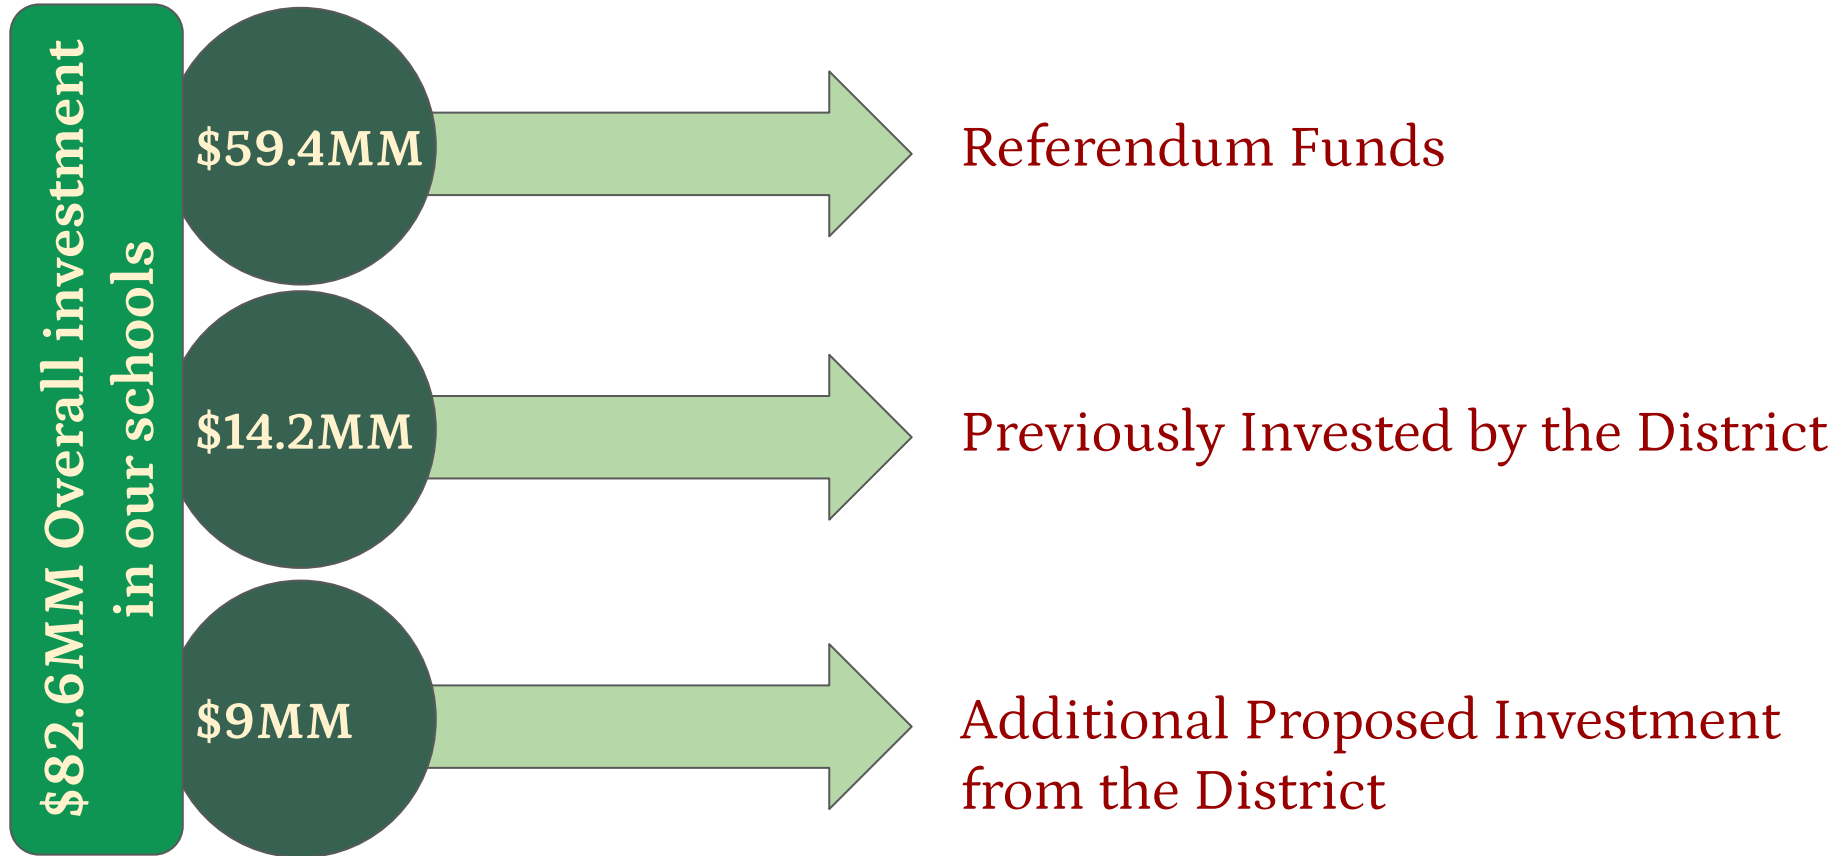 $82.6MM Overall investment
in our schools
$59.4MM
Referendum Funds
$14.2MM
Previously Invested by the District
$9MM
Additional Proposed Investment
from the District